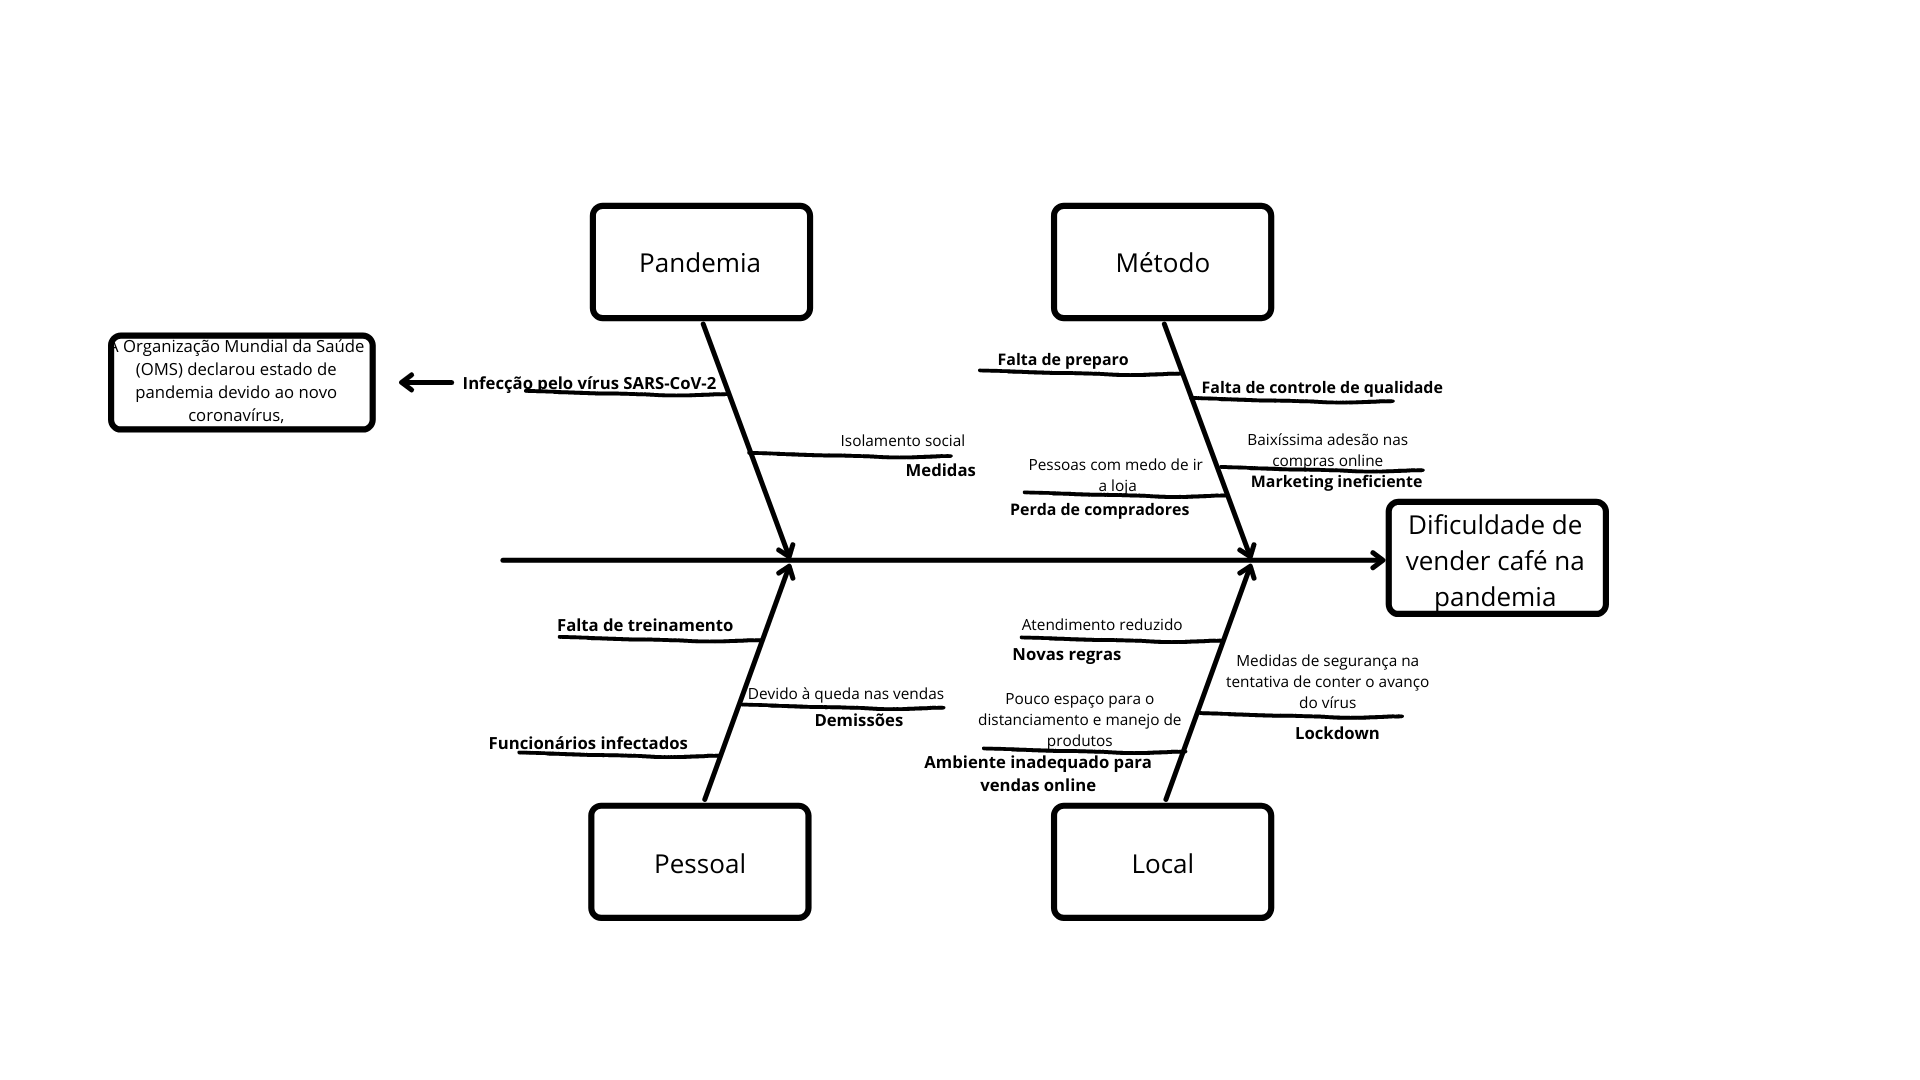 Pandemia
Método
A Organização Mundial da Saúde
(OMS) declarou estado de
pandemia devido ao novo
coronavírus,
Infecção pelo vírus SARS-CoV-2
Isolamento social
Medidas
Falta de preparo
Falta de controle de qualidade
Pessoas com medo de ir
a loja
Perda de compradores
Baixíssima adesão nas
compras online
Marketing ineficiente
Dificuldade de
vender café na
pandemia
Falta de treinamento
Devido à queda nas vendas
Demissões
Funcionários infectados
Atendimento reduzido
Novas regras
Medidas de segurança na
tentativa de conter o avanço
do vírus
Lockdown
Pouco espaço para o
distanciamento e manejo de
produtos
Ambiente inadequado para
vendas online
Pessoal
Local